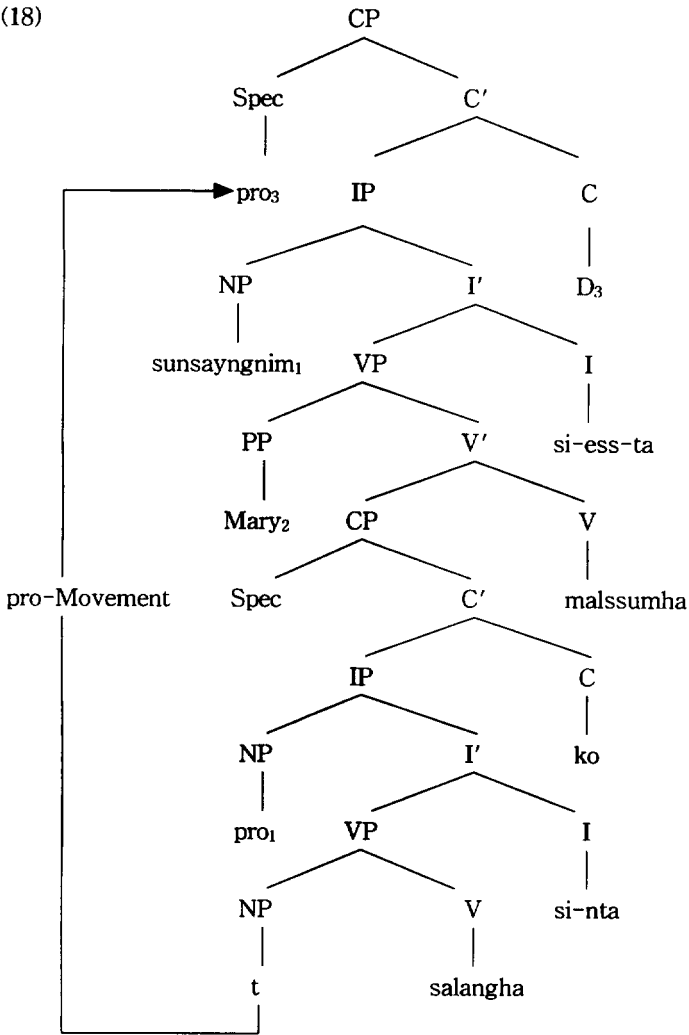 (18)
CP
Spec C′
pro₃ IP C
NP I′ D₃
sunsayngnim₁ VP I
PP V′ si-ess-ta
Mary₂ CP V
pro-Movement Spec C′ malssumha
IP C
NP I′ ko
pro₁ VP I
NP V si-nta
t salangha